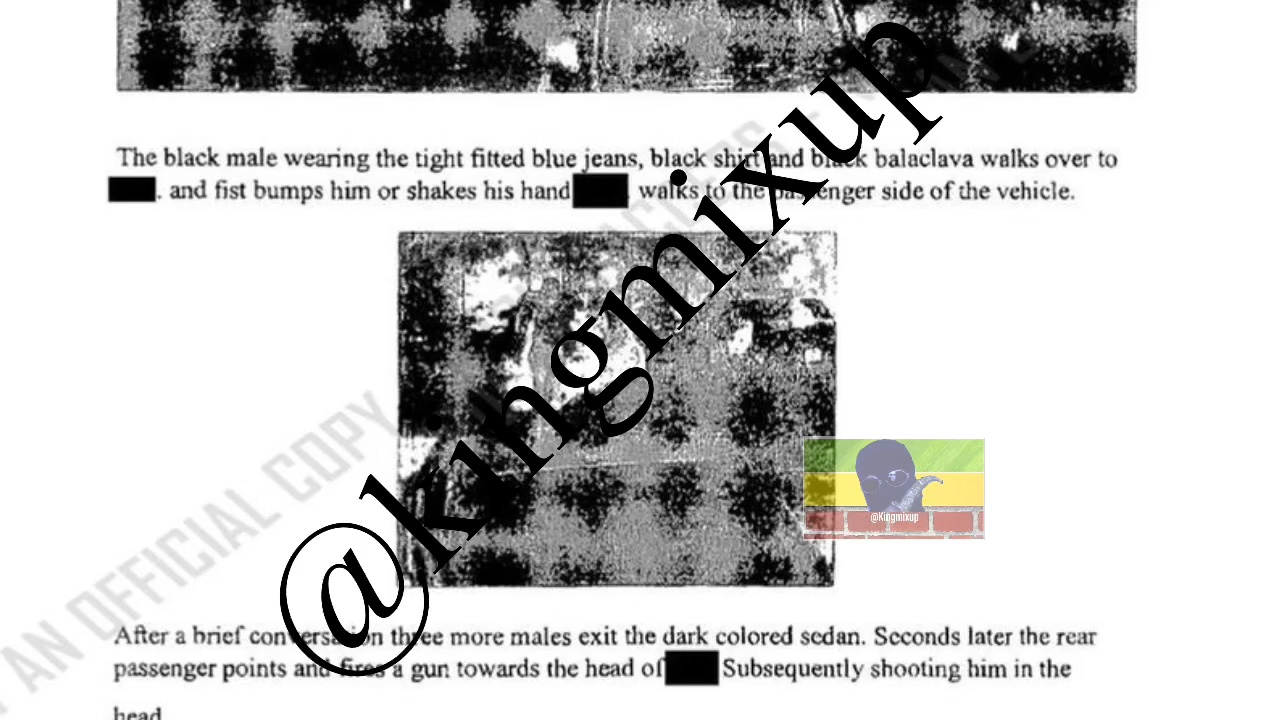 The black male wearing the tight fitted blue jeans, black shirt and black balaclava walks over to
. and fist bumps him or shakes his hand walks to the passenger side of the vehicle.
@kingmixup
AN OFFICIAL COPY
@Kingmixup
After a brief conversation three more males exit the dark colored sedan. Seconds later the rear
passenger points and fires a gun towards the head of Subsequently shooting him in the
head